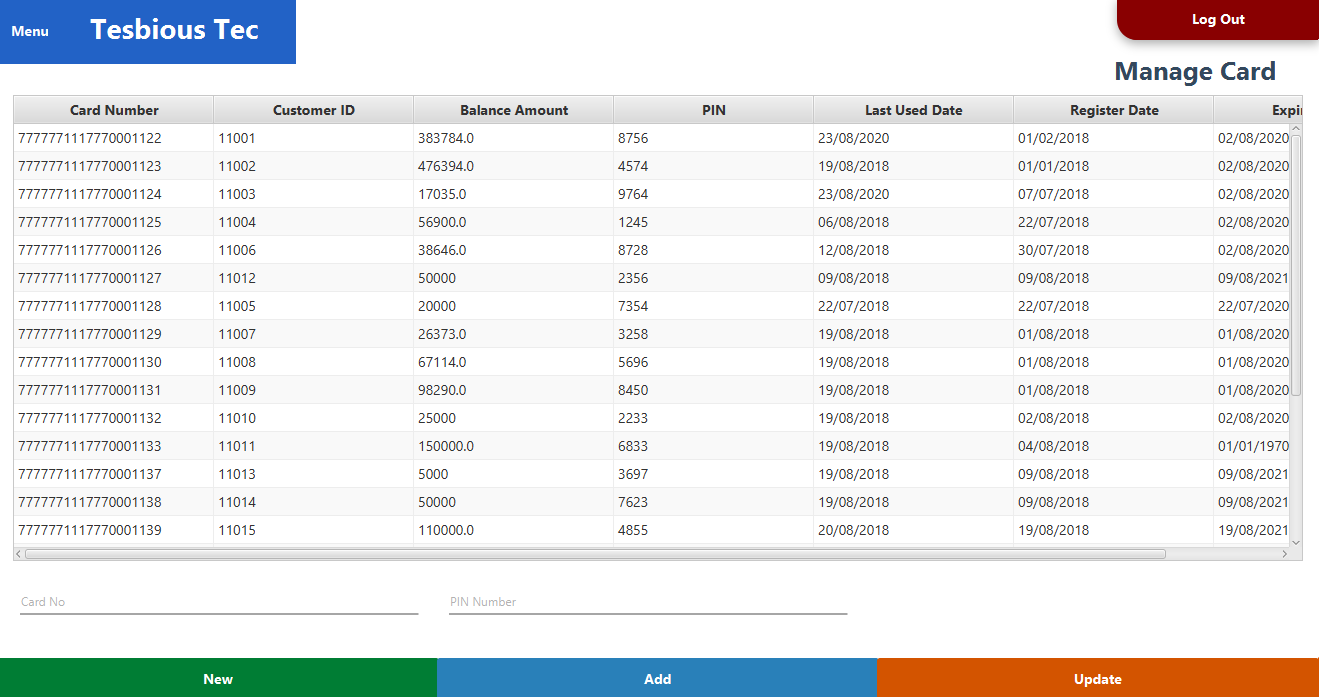 Menu Tesbious Tec Log Out
Manage Card
Card Number Customer ID Balance Amount PIN Last Used Date Register Date Expi
7777771117770001122 11001 383784.0 8756 23/08/2020 01/02/2018 02/08/2020
7777771117770001123 11002 476394.0 4574 19/08/2018 01/01/2018 02/08/2020
7777771117770001124 11003 17035.0 9764 23/08/2020 07/07/2018 02/08/2020
7777771117770001125 11004 56900.0 1245 06/08/2018 22/07/2018 02/08/2020
7777771117770001126 11006 38646.0 8728 12/08/2018 30/07/2018 02/08/2020
7777771117770001127 11012 50000 2356 09/08/2018 09/08/2018 09/08/2021
7777771117770001128 11005 20000 7354 22/07/2018 22/07/2018 22/07/2020
7777771117770001129 11007 26373.0 3258 19/08/2018 01/08/2018 01/08/2020
7777771117770001130 11008 67114.0 5696 19/08/2018 01/08/2018 01/08/2020
7777771117770001131 11009 98290.0 8450 19/08/2018 01/08/2018 01/08/2020
7777771117770001132 11010 25000 2233 19/08/2018 02/08/2018 02/08/2020
7777771117770001133 11011 150000.0 6833 19/08/2018 04/08/2018 01/01/1970
7777771117770001137 11013 5000 3697 19/08/2018 09/08/2018 09/08/2021
7777771117770001138 11014 50000 7623 19/08/2018 09/08/2018 09/08/2021
7777771117770001139 11015 110000.0 4855 20/08/2018 19/08/2018 19/08/2021
Card No PIN Number
New Add Update